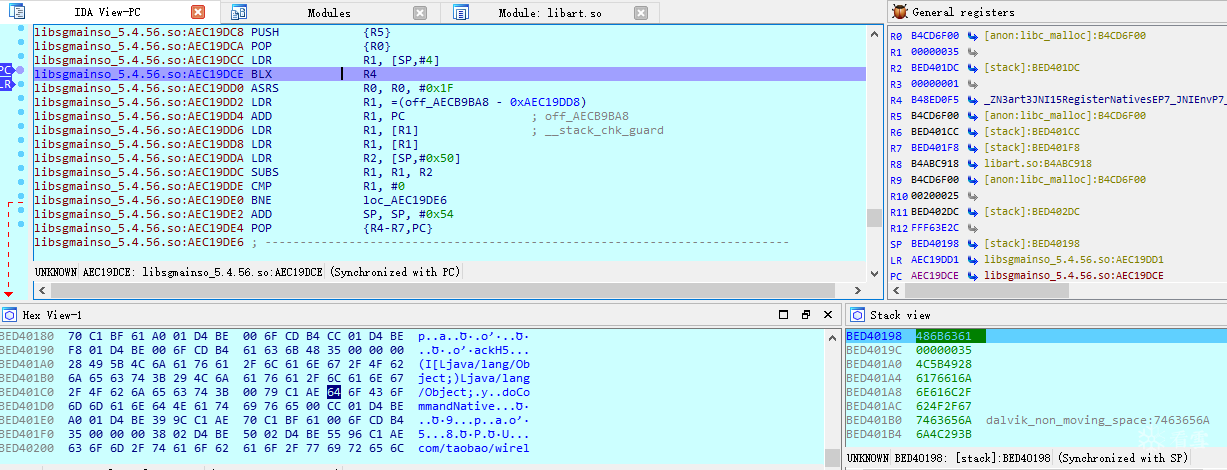 IDA View-PC
Modules
Module: libart.so
General registers
libsgmainso_5.4.56.so:AEC19DC8 PUSH {R5}
libsgmainso_5.4.56.so:AEC19DCA POP {R0}
libsgmainso_5.4.56.so:AEC19DCC LDR R1, [SP,#4]
libsgmainso_5.4.56.so:AEC19DCE BLX R4
libsgmainso_5.4.56.so:AEC19DD0 ASRS R0, R0, #0x1F
libsgmainso_5.4.56.so:AEC19DD2 LDR R1, =(off_AECB9BA8 - 0xAEC19DD8)
libsgmainso_5.4.56.so:AEC19DD4 ADD R1, PC ; off_AECB9BA8
libsgmainso_5.4.56.so:AEC19DD6 LDR R1, [R1] ; __stack_chk_guard
libsgmainso_5.4.56.so:AEC19DD8 LDR R1, [R1]
libsgmainso_5.4.56.so:AEC19DDA LDR R2, [SP,#0x50]
libsgmainso_5.4.56.so:AEC19DDC SUBS R1, R1, R2
libsgmainso_5.4.56.so:AEC19DDE CMP R1, #0
libsgmainso_5.4.56.so:AEC19DE0 BNE loc_AEC19DE6
libsgmainso_5.4.56.so:AEC19DE2 ADD SP, SP, #0x54
libsgmainso_5.4.56.so:AEC19DE4 POP {R4-R7,PC}
libsgmainso_5.4.56.so:AEC19DE6 ; ---------------------------------------------------------------------------
PC
LR
UNKNOWN AEC19DCE: libsgmainso_5.4.56.so:AEC19DCE (Synchronized with PC)
R0 B4CD6F00 [anon:libc_malloc]:B4CD6F00
R1 00000035
R2 BED401DC [stack]:BED401DC
R3 00000001
R4 B48ED0F5 _ZN3art3JNI15RegisterNativesEP7_JNIEnvP7_
R5 B4CD6F00 [anon:libc_malloc]:B4CD6F00
R6 BED401CC [stack]:BED401CC
R7 BED401F8 [stack]:BED401F8
R8 B4ABC918 libart.so:B4ABC918
R9 B4CD6F00 [anon:libc_malloc]:B4CD6F00
R10 00200025
R11 BED402DC [stack]:BED402DC
R12 FFF63E2C
SP BED40198 [stack]:BED40198
LR AEC19DD1 libsgmainso_5.4.56.so:AEC19DD1
PC AEC19DCE libsgmainso_5.4.56.so:AEC19DCE
Hex View-1
BED40180 70 C1 BF 61 A0 01 D4 BE 00 6F CD B4 CC 01 D4 BE
BED40190 F8 01 D4 BE 00 6F CD B4 61 63 6B 48 35 00 00 00
BED401A0 28 49 5B 4C 6A 61 76 61 2F 6C 61 6E 67 2F 4F 62 (I[Ljava/lang/Ob
BED401B0 6A 65 63 74 3B 29 4C 6A 61 76 61 2F 6C 61 6E 67 ject;)Ljava/lang
BED401C0 2F 4F 62 6A 65 63 74 3B 00 79 C1 AE 64 6F 43 6F /Object;.y..doCo
BED401D0 6D 6D 61 6E 64 4E 61 74 69 76 65 00 CC 01 D4 BE
BED401E0 A0 01 D4 BE 39 9C C1 AE 70 C1 BF 61 00 6F CD B4
BED401F0 35 00 00 00 38 02 D4 BE 50 02 D4 BE 55 96 C1 AE
BED40200 63 6F 6D 2F 74 61 6F 62 61 6F 2F 77 69 72 65 6C com/taobao/wirel
Stack view
BED40198 486B6361
BED4019C 00000035
BED401A0 4C5B4928
BED401A4 6176616A
BED401A8 6E616C2F
BED401AC 624F2F67
BED401B0 7463656A dalvik_non_moving_space:7463656A
BED401B4 6A4C293B
UNKNOWN BED40198: [stack]:BED40198 (Synchronized with SP)